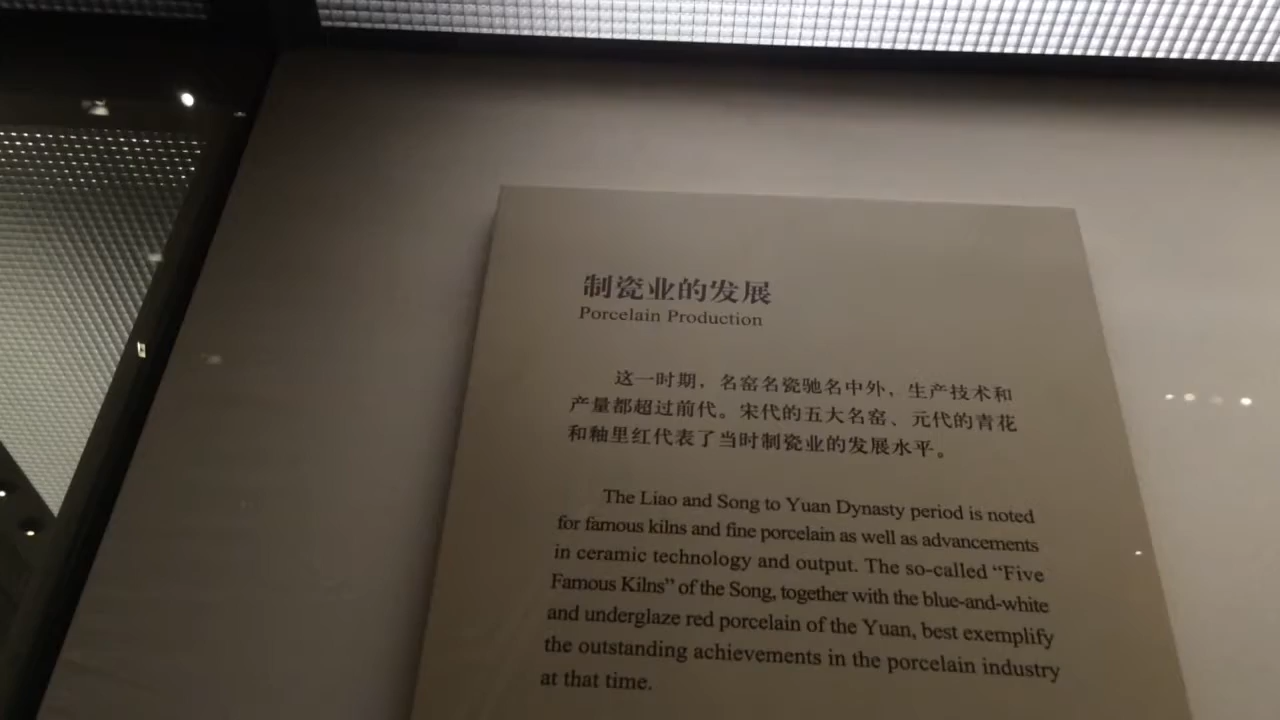 制瓷业的发展
Porcelain Production
这一时期，名窑名瓷驰名中外，生产技术和
产量都超过前代。宋代的五大名窑、元代的青花
和釉里红代表了当时制瓷业的发展水平。
The Liao and Song to Yuan Dynasty period is noted
for famous kilns and fine porcelain as well as advancements
in ceramic technology and output. The so-called “Five
Famous Kilns” of the Song, together with the blue-and-white
and underglaze red porcelain of the Yuan, best exemplify
the outstanding achievements in the porcelain industry
at that time.